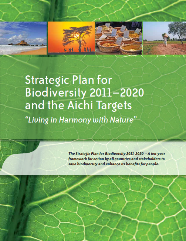 Strategic Plan for
Biodiversity 2011–2020
and the Aichi Targets
"Living in Harmony with Nature"
The Strategic Plan for Biodiversity 2011-2020 – A ten-year
framework for action by all countries and stakeholders to
save biodiversity and enhance its benefits for people.